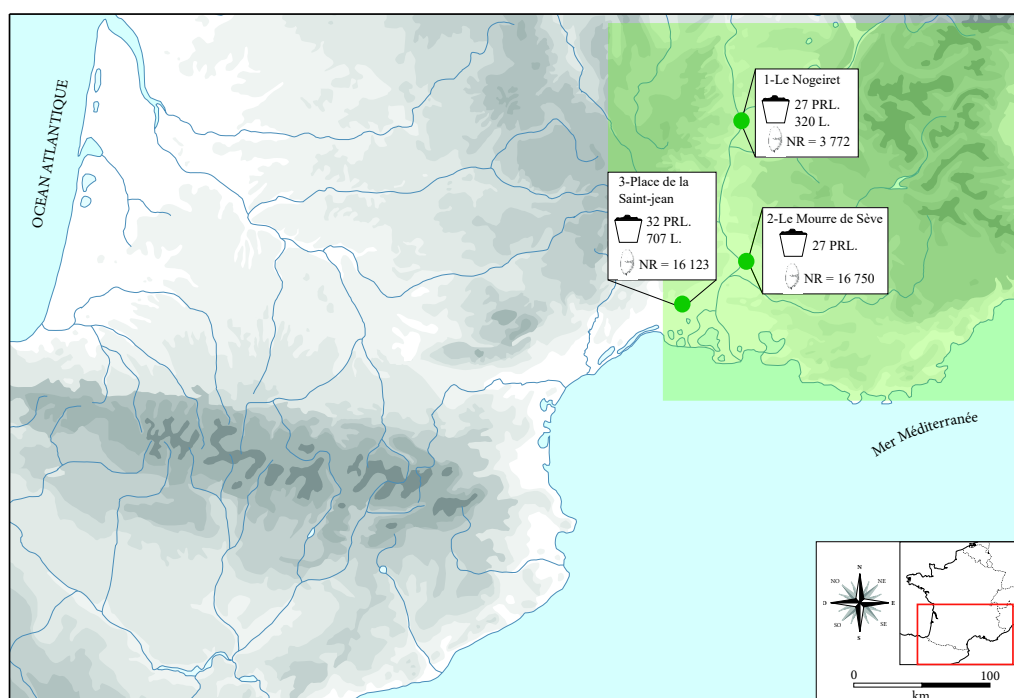 OCEAN ATLANTIQUE
1-Le Nogeiret
27 PRL.
320 L.
NR = 3 772
3-Place de la
Saint-jean
32 PRL.
707 L.
NR = 16 123
2-Le Mourre de Sève
27 PRL.
NR = 16 750
Mer Méditerranée
N
NO
NE
E
SO
SE
S
0
100
km